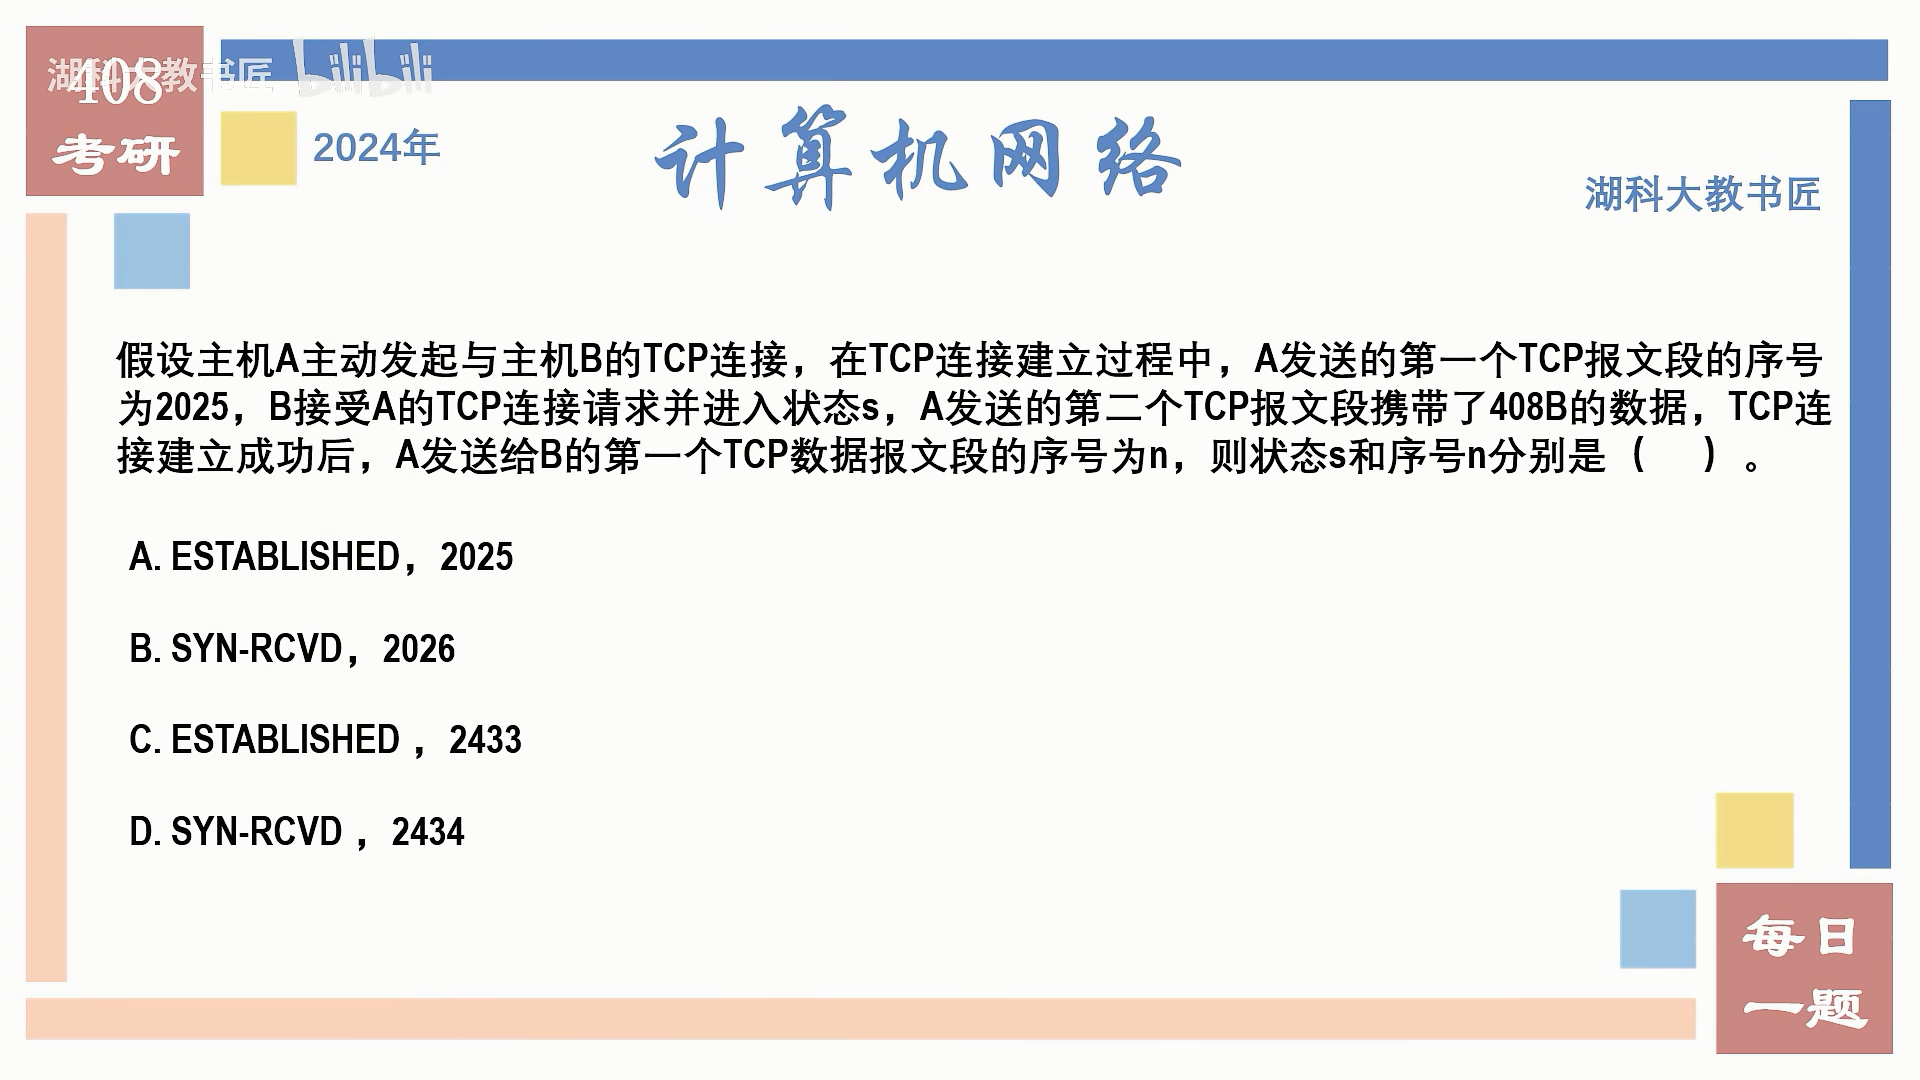 湖科大教书匠 bilibili
408
考研
2024年
计算机网络
湖科大教书匠
假设主机A主动发起与主机B的TCP连接，在TCP连接建立过程中，A发送的第一个TCP报文段的序号
为2025，B接受A的TCP连接请求并进入状态s，A发送的第二个TCP报文段携带了408B的数据，TCP连
接建立成功后，A发送给B的第一个TCP数据报文段的序号为n，则状态s和序号n分别是（ ）。
A. ESTABLISHED，2025
B. SYN-RCVD，2026
C. ESTABLISHED ，2433
D. SYN-RCVD ，2434
每日
一题